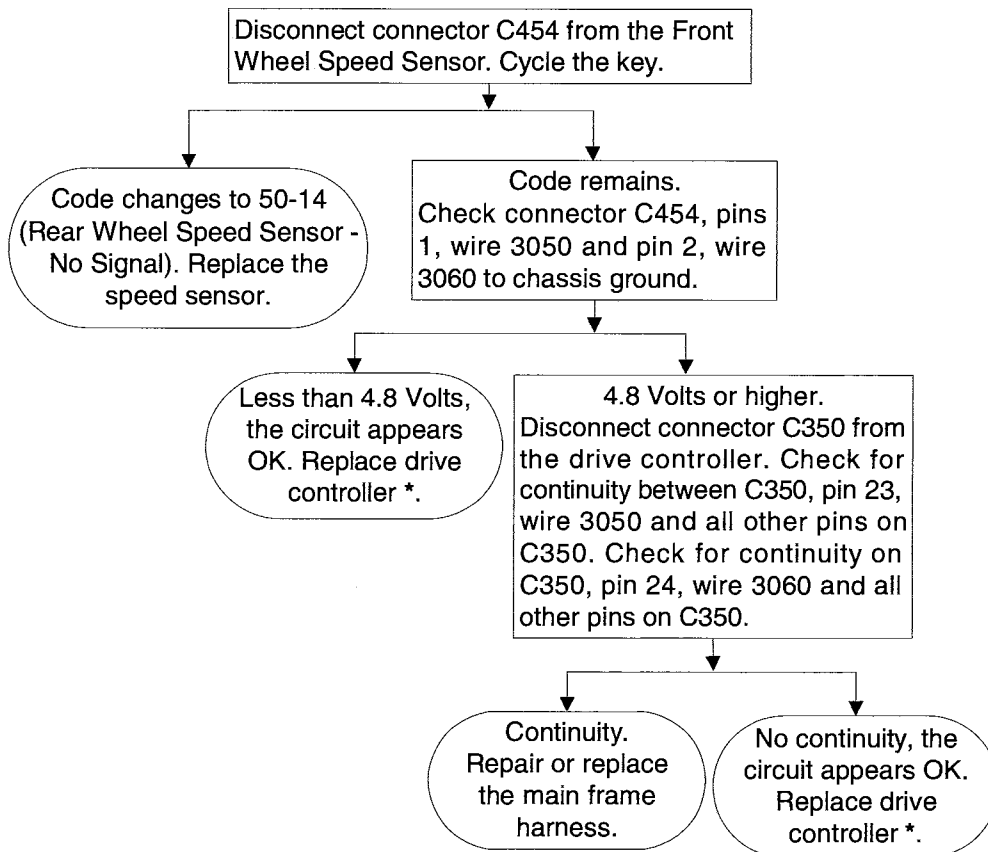 Disconnect connector C454 from the Front
Wheel Speed Sensor. Cycle the key.
Code changes to 50-14
(Rear Wheel Speed Sensor -
No Signal). Replace the
speed sensor.
Code remains.
Check connector C454, pins
1, wire 3050 and pin 2, wire
3060 to chassis ground.
Less than 4.8 Volts,
the circuit appears
OK. Replace drive
controller *.
4.8 Volts or higher.
Disconnect connector C350 from
the drive controller. Check for
continuity between C350, pin 23,
wire 3050 and all other pins on
C350. Check for continuity on
C350, pin 24, wire 3060 and all
other pins on C350.
Continuity.
Repair or replace
the main frame
harness.
No continuity, the
circuit appears OK.
Replace drive
controller *.